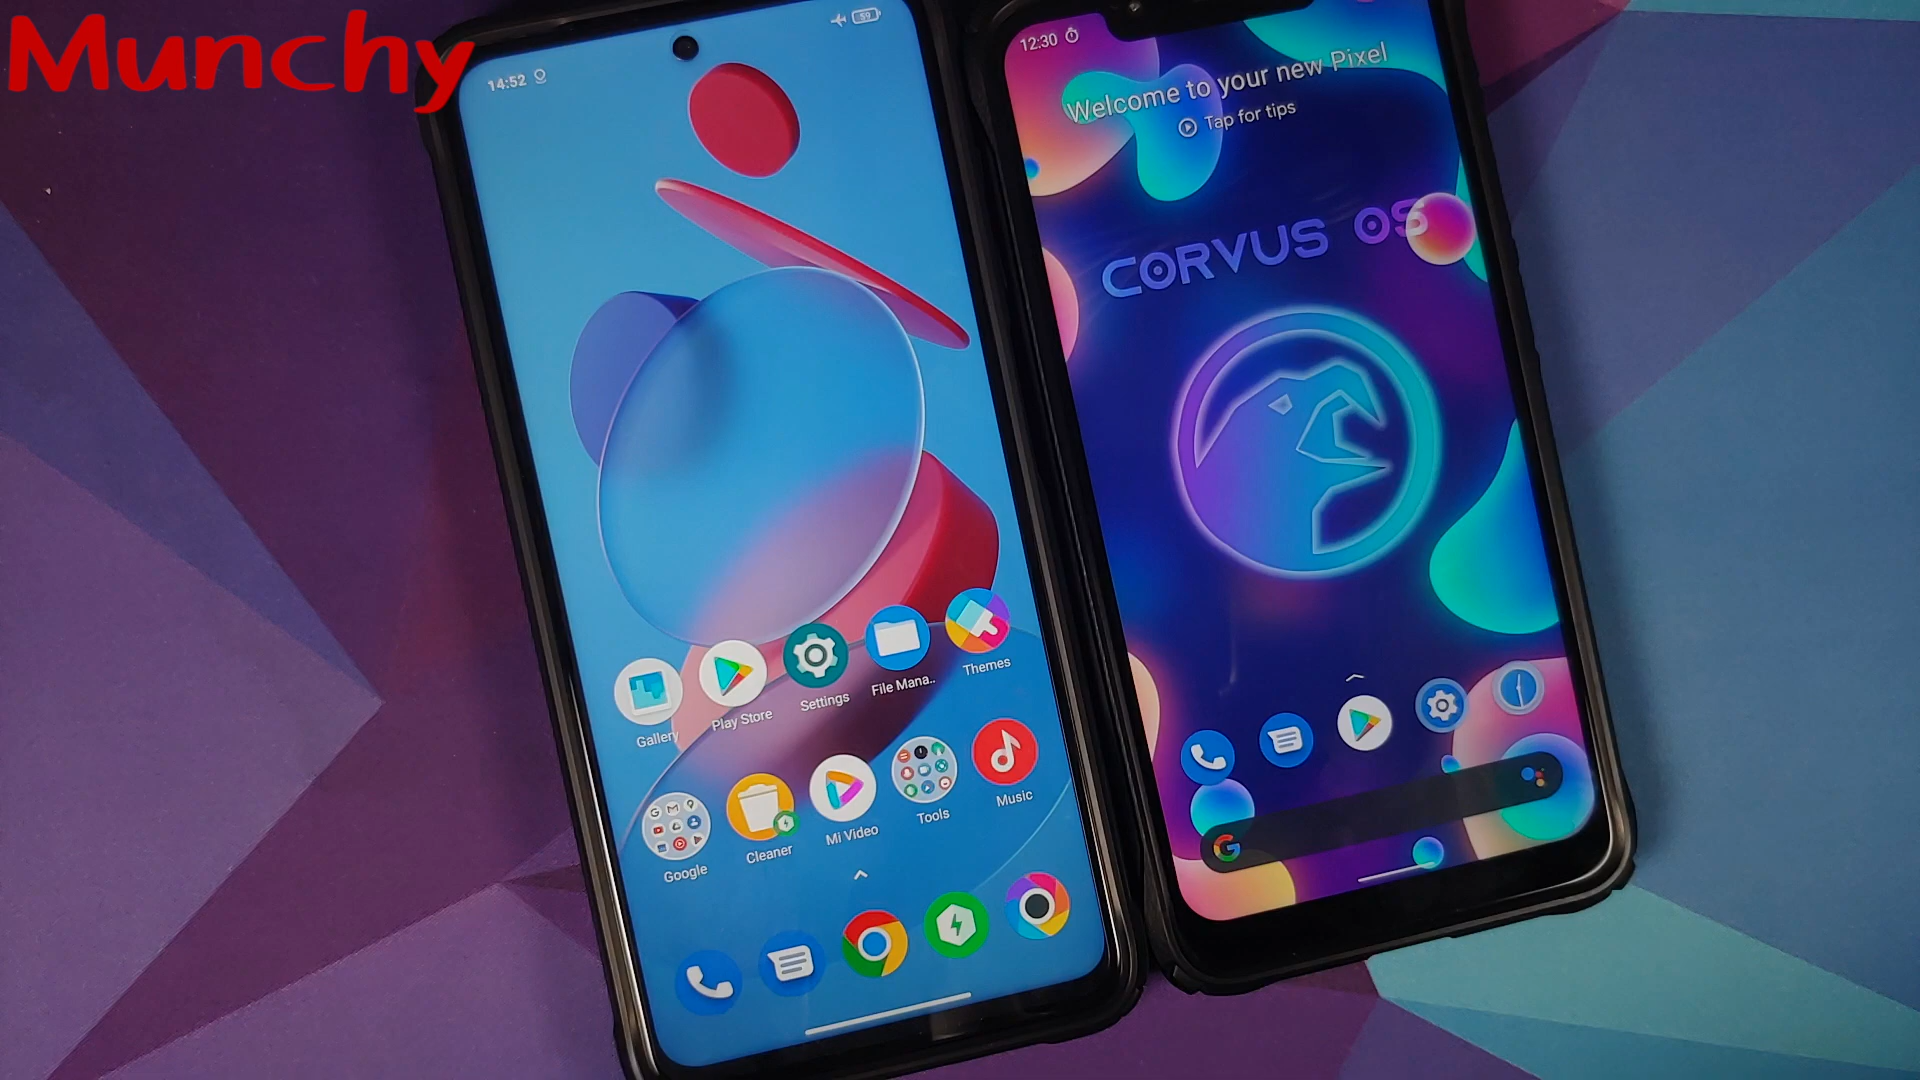 Munchy
14:52
59
12:30
Welcome to your new Pixel
Tap for tips
CORVUS OS
Gallery
Play Store
Settings
File Mana..
Themes
Google
Cleaner
Mi Video
Tools
Music
G